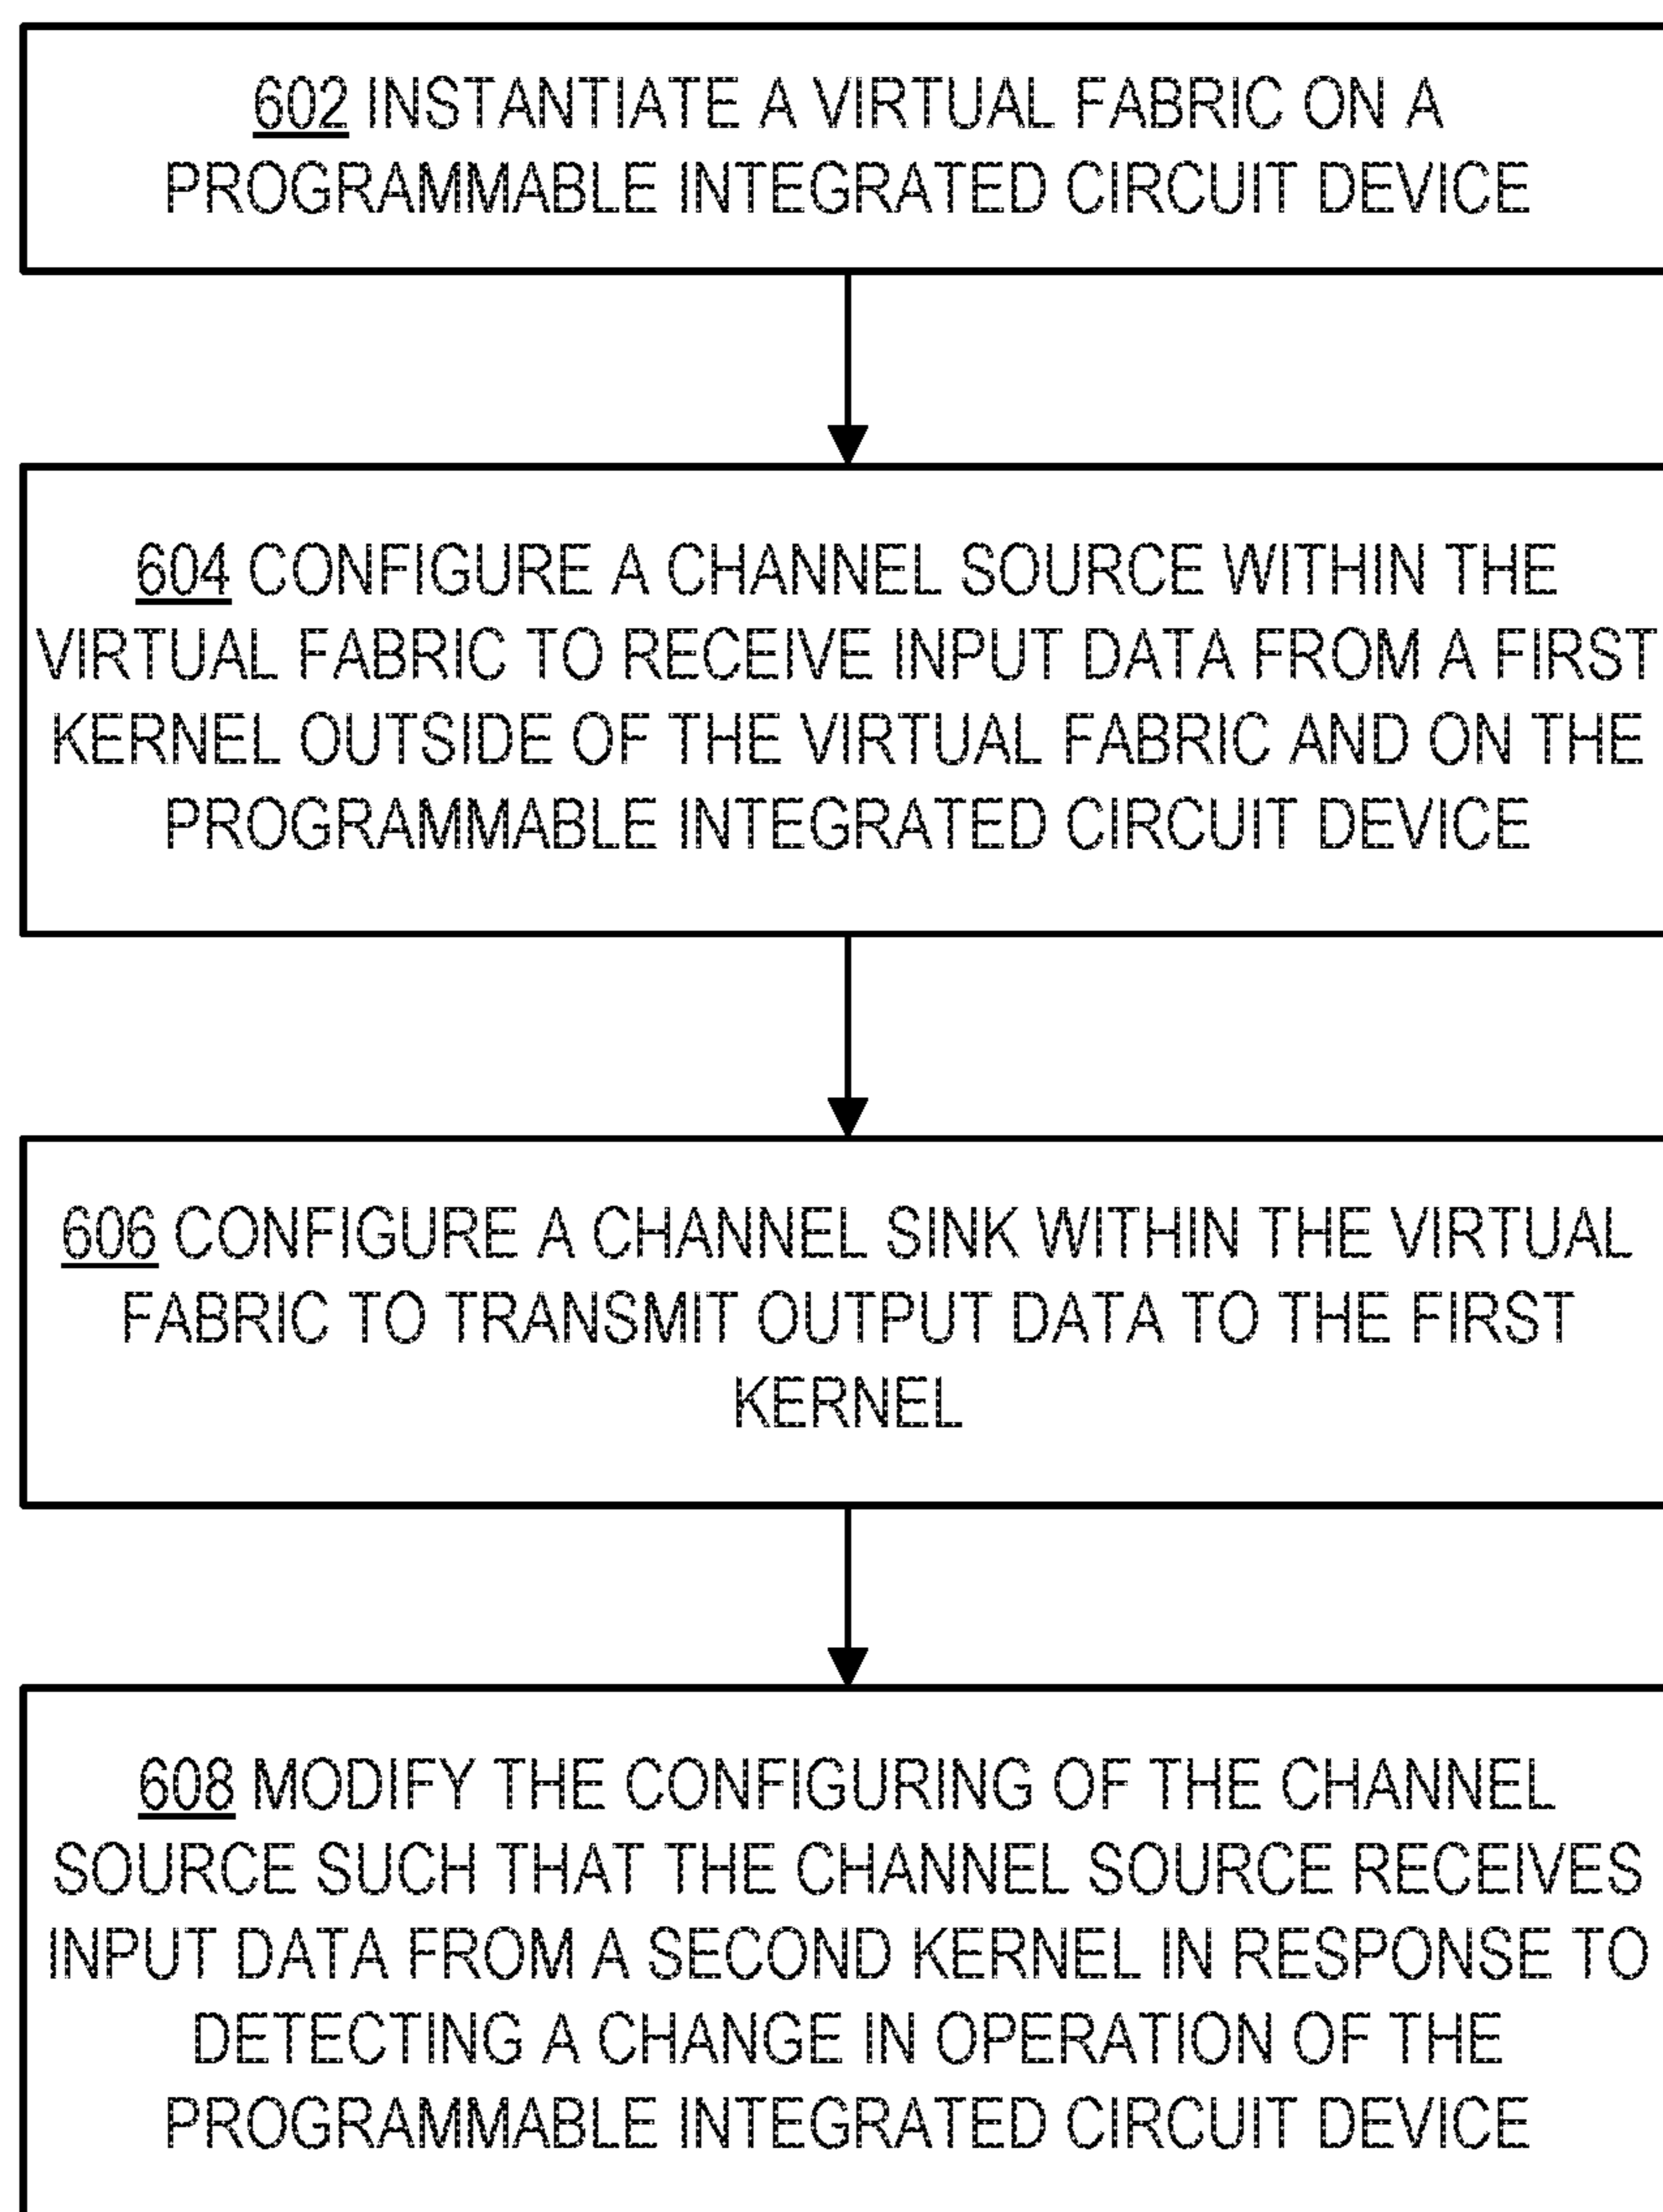 602 INSTANTIATE A VIRTUAL FABRIC ON A
PROGRAMMABLE INTEGRATED CIRCUIT DEVICE
604 CONFIGURE A CHANNEL SOURCE WITHIN THE
VIRTUAL FABRIC TO RECEIVE INPUT DATA FROM A FIRST
KERNEL OUTSIDE OF THE VIRTUAL FABRIC AND ON THE
PROGRAMMABLE INTEGRATED CIRCUIT DEVICE
606 CONFIGURE A CHANNEL SINK WITHIN THE VIRTUAL
FABRIC TO TRANSMIT OUTPUT DATA TO THE FIRST
KERNEL
608 MODIFY THE CONFIGURING OF THE CHANNEL
SOURCE SUCH THAT THE CHANNEL SOURCE RECEIVES
INPUT DATA FROM A SECOND KERNEL IN RESPONSE TO
DETECTING A CHANGE IN OPERATION OF THE
PROGRAMMABLE INTEGRATED CIRCUIT DEVICE